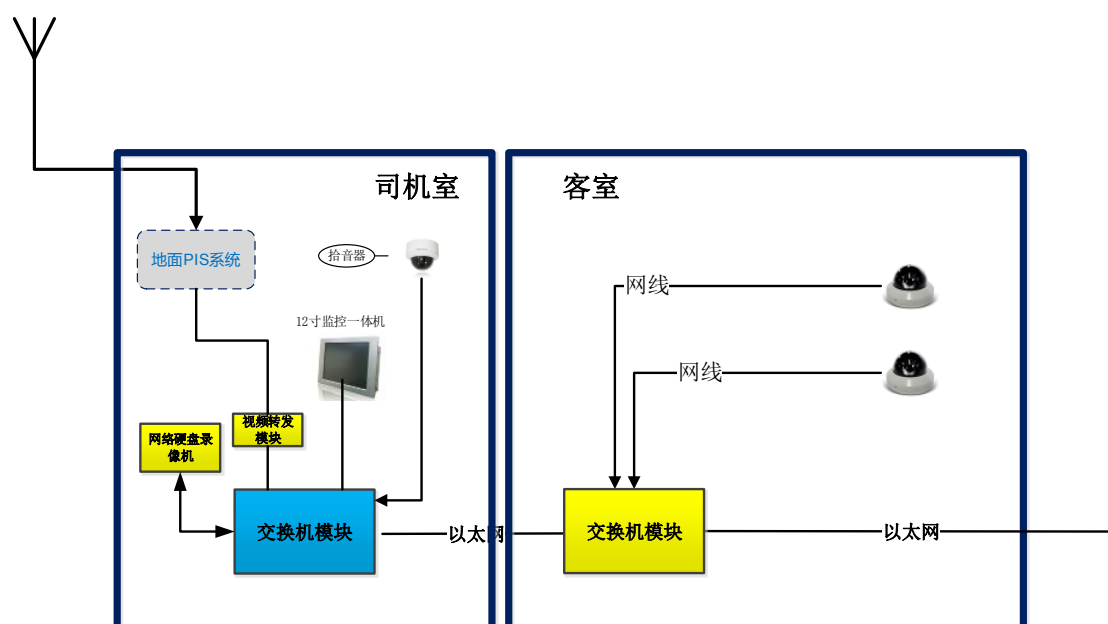 司机室
客室
地面PIS系统
拾音器
网线
12寸监控一体机
网线
视频转发
模块
网络硬盘录
像机
交换机模块
以太网
交换机模块
以太网